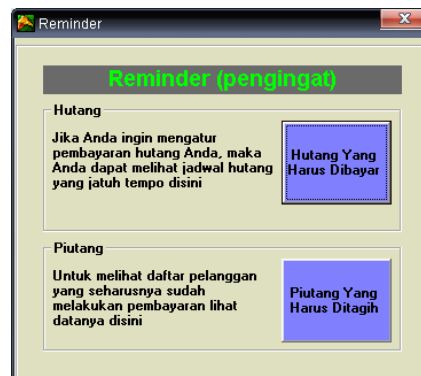 Reminder
Reminder (pengingat)
Hutang
Jika Anda ingin mengatur
pembayaran hutang Anda, maka
Anda dapat melihat jadwal hutang
yang jatuh tempo disini
Hutang Yang
Harus Dibayar
Piutang
Untuk melihat daftar pelanggan
yang seharusnya sudah
melakukan pembayaran lihat
datanya disini
Piutang Yang
Harus Ditagih